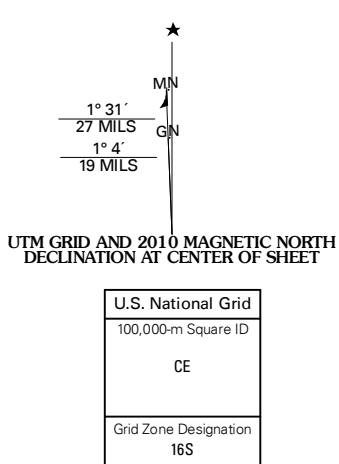 ★
MN
1° 31´
27 MILS
GN
1° 4´
19 MILS
UTM GRID AND 2010 MAGNETIC NORTH
DECLINATION AT CENTER OF SHEET
U.S. National Grid
100,000-m Square ID
CE
Grid Zone Designation
16S